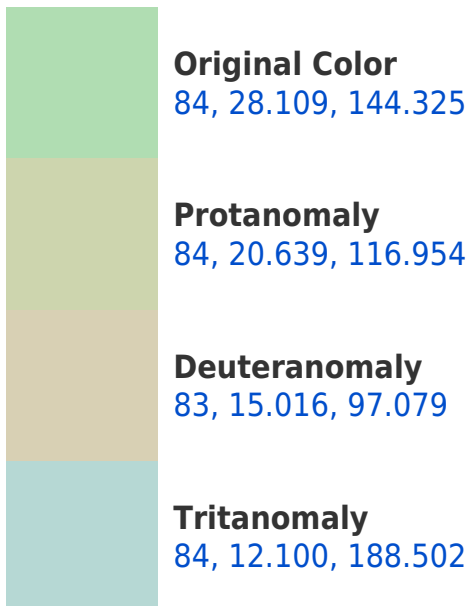 Original Color
84, 28.109, 144.325
Protanomaly
84, 20.639, 116.954
Deuteranomaly
83, 15.016, 97.079
Tritanomaly
84, 12.100, 188.502